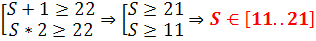 [S + 1 ≥ 22 ⇒ [S ≥ 21 ⇒ S ∈ [11..21]
S * 2 ≥ 22 S ≥ 11